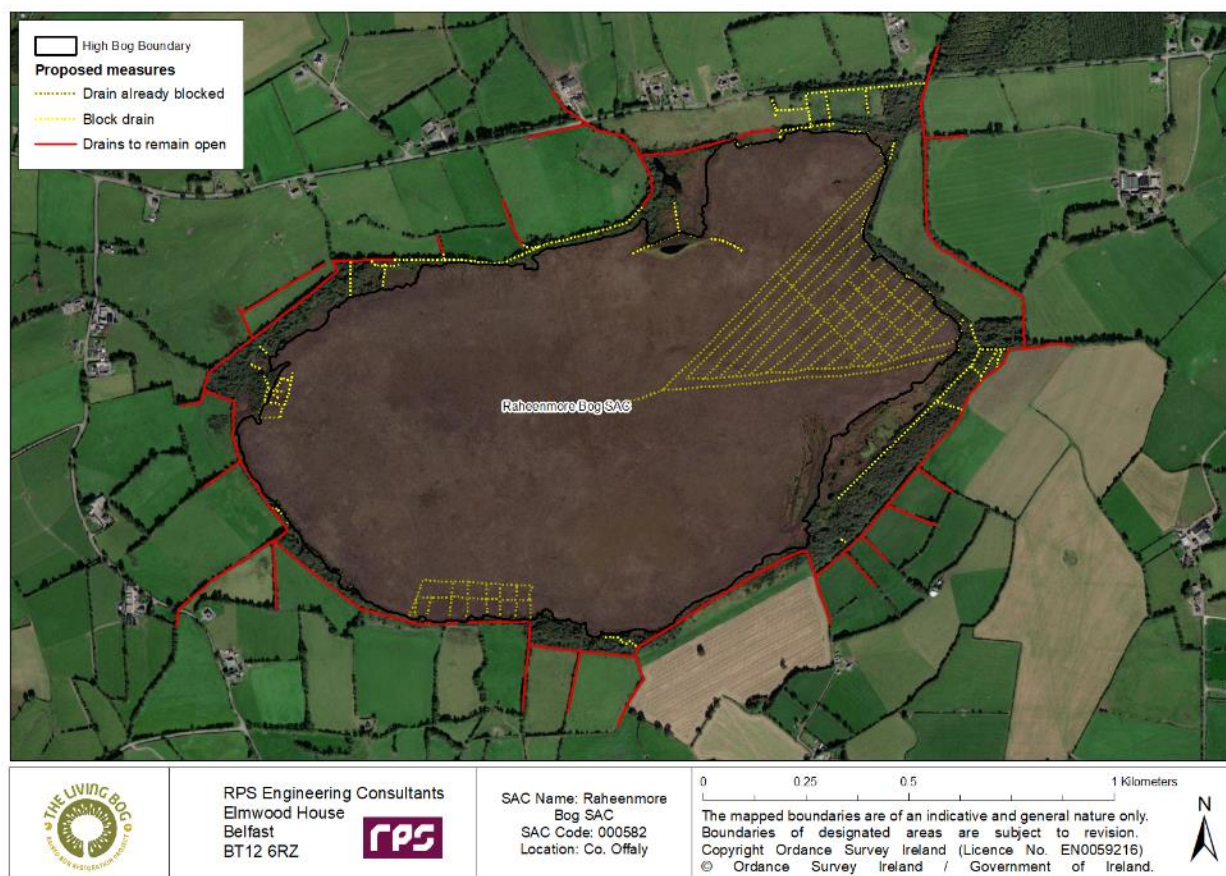 High Bog Boundary
Proposed measures
Drain already blocked
Block drain
Drains to remain open
Raheenmore Bog SAC
THE LIVING BOG
RAISED BOG RESTORATION PROJECT
RPS Engineering Consultants
Elmwood House
Belfast
BT12 6RZ
rps
SAC Name: Raheenmore
Bog SAC
SAC Code: 000582
Location: Co. Offaly
0 0.25 0.5 1 Kilometers
The mapped boundaries are of an indicative and general nature only.
Boundaries of designated areas are subject to revision.
Copyright Ordance Survey Ireland (Licence No. EN0059216)
© Ordance Survey Ireland / Government of Ireland.
N